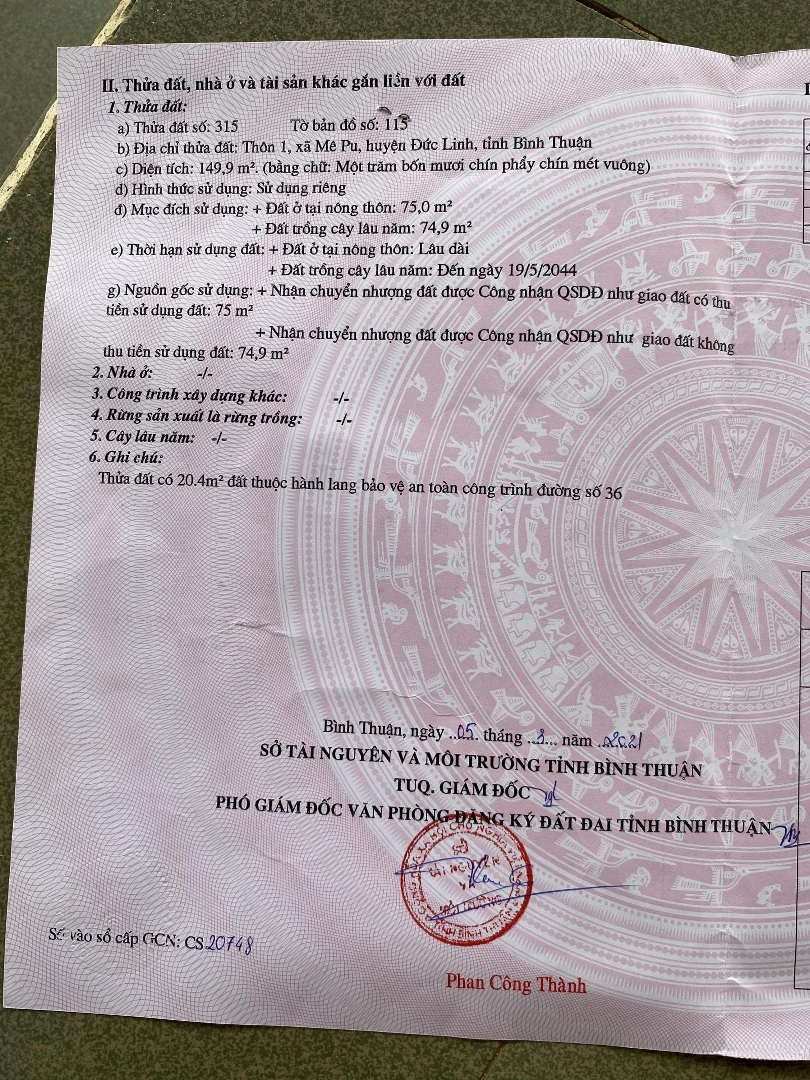 II. Thửa đất, nhà ở và tài sản khác gắn liền với đất
1. Thửa đất:
a) Thửa đất số: 315 Tờ bản đồ số: 115
b) Địa chỉ thửa đất: Thôn 1, xã Mê Pu, huyện Đức Linh, tỉnh Bình Thuận
c) Diện tích: 149,9 m². (bằng chữ: Một trăm bốn mươi chín phẩy chín mét vuông)
d) Hình thức sử dụng: Sử dụng riêng
đ) Mục đích sử dụng: + Đất ở tại nông thôn: 75,0 m²
+ Đất trồng cây lâu năm: 74,9 m²
e) Thời hạn sử dụng đất: + Đất ở tại nông thôn: Lâu dài
+ Đất trồng cây lâu năm: Đến ngày 19/5/2044
g) Nguồn gốc sử dụng: + Nhận chuyển nhượng đất được Công nhận QSDĐ như giao đất có thu
tiền sử dụng đất: 75 m²
+ Nhận chuyển nhượng đất được Công nhận QSDĐ như giao đất không
thu tiền sử dụng đất: 74,9 m²
2. Nhà ở: -/-
3. Công trình xây dựng khác: -/-
4. Rừng sản xuất là rừng trồng: -/-
5. Cây lâu năm: -/-
6. Ghi chú:
Thửa đất có 20.4m² đất thuộc hành lang bảo vệ an toàn công trình đường số 36
Bình Thuận, ngày ..05.. tháng ..3... năm ..2021
SỞ TÀI NGUYÊN VÀ MÔI TRƯỜNG TỈNH BÌNH THUẬN
TUQ. GIÁM ĐỐC
PHÓ GIÁM ĐỐC VĂN PHÒNG ĐĂNG KÝ ĐẤT ĐAI TỈNH BÌNH THUẬN
SỞ
TÀI NGUYÊN
VÀ
MÔI TRƯỜNG
TỈNH BÌNH THUẬN
Số vào sổ cấp GCN: CS 20748
Phan Công Thành